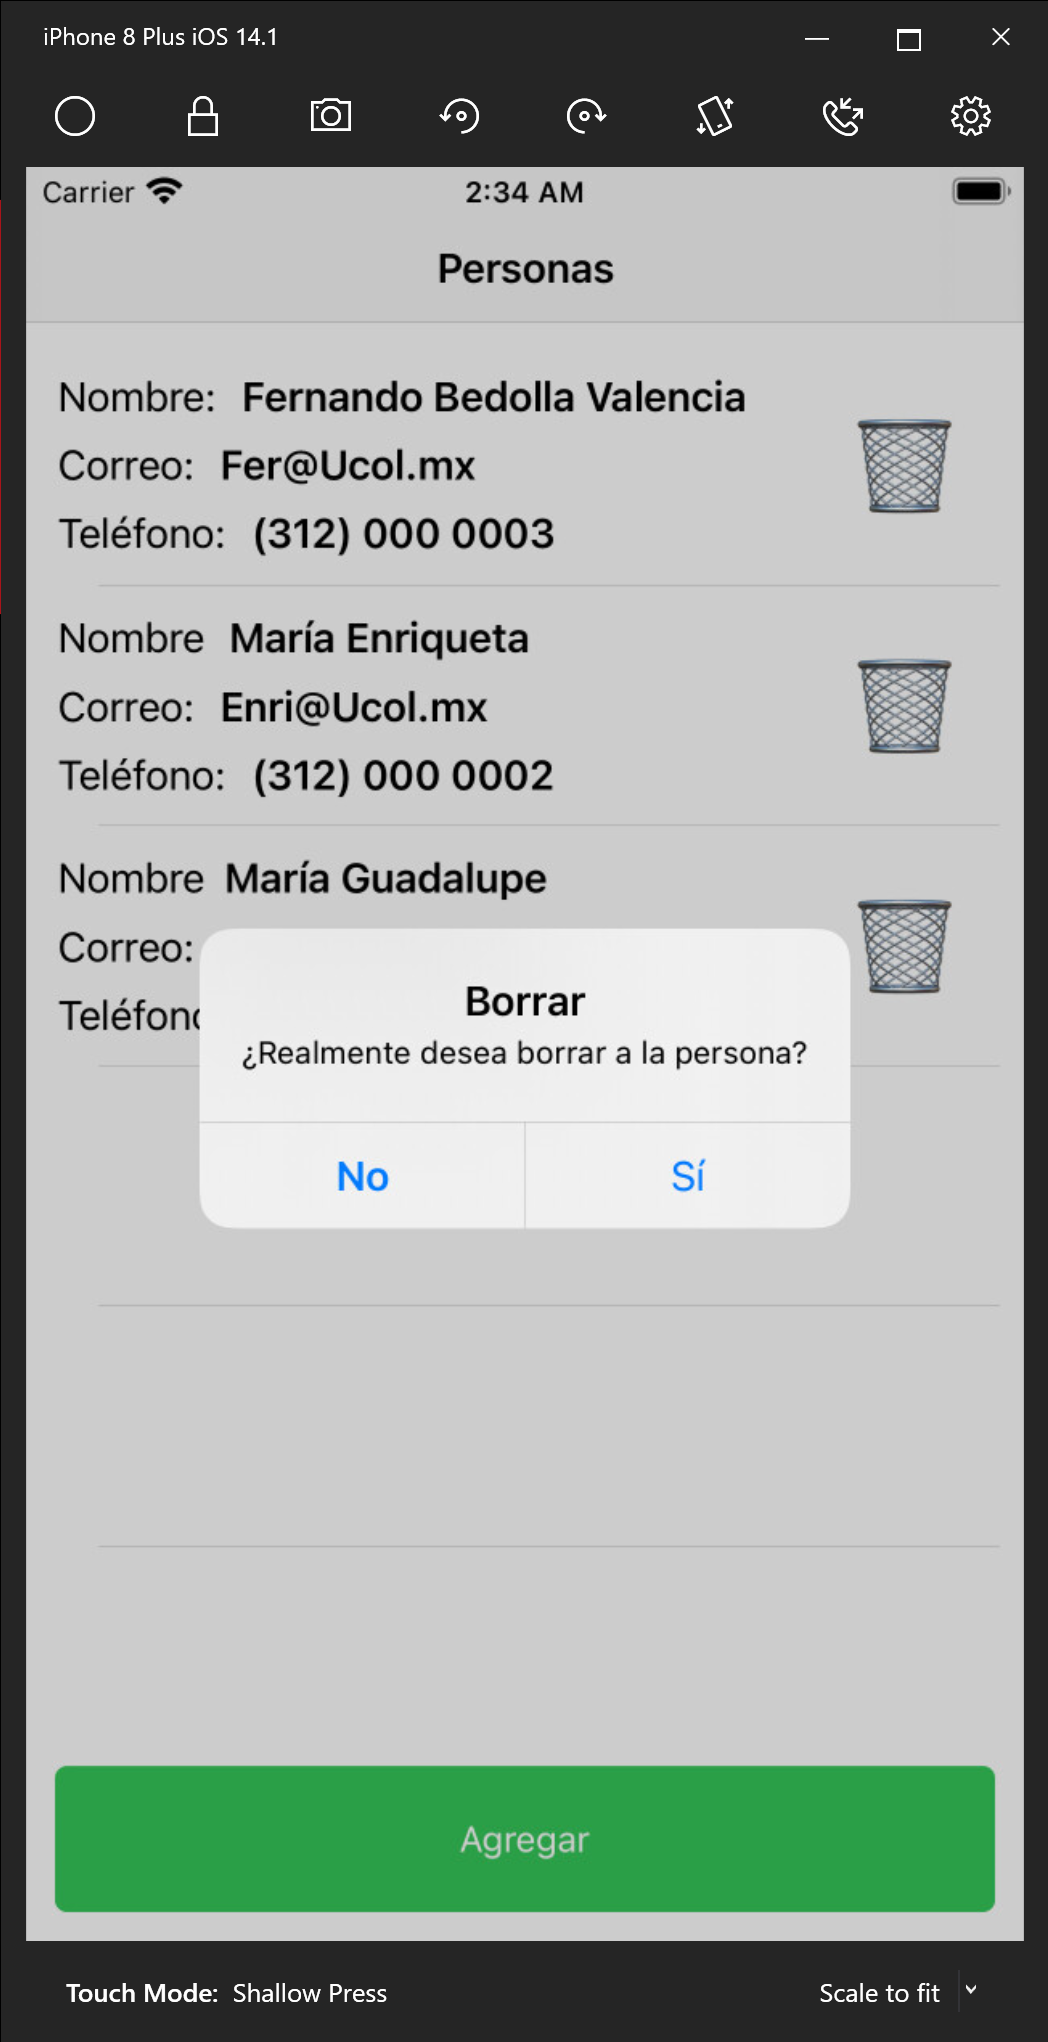 iPhone 8 Plus iOS 14.1
Carrier 2:34 AM
Personas
Nombre: Fernando Bedolla Valencia
Correo: Fer@Ucol.mx
Teléfono: (312) 000 0003
Nombre María Enriqueta
Correo: Enri@Ucol.mx
Teléfono: (312) 000 0002
Nombre María Guadalupe
Correo:
Borrar
¿Realmente desea borrar a la persona?
No Sí
Agregar
Touch Mode: Shallow Press Scale to fit